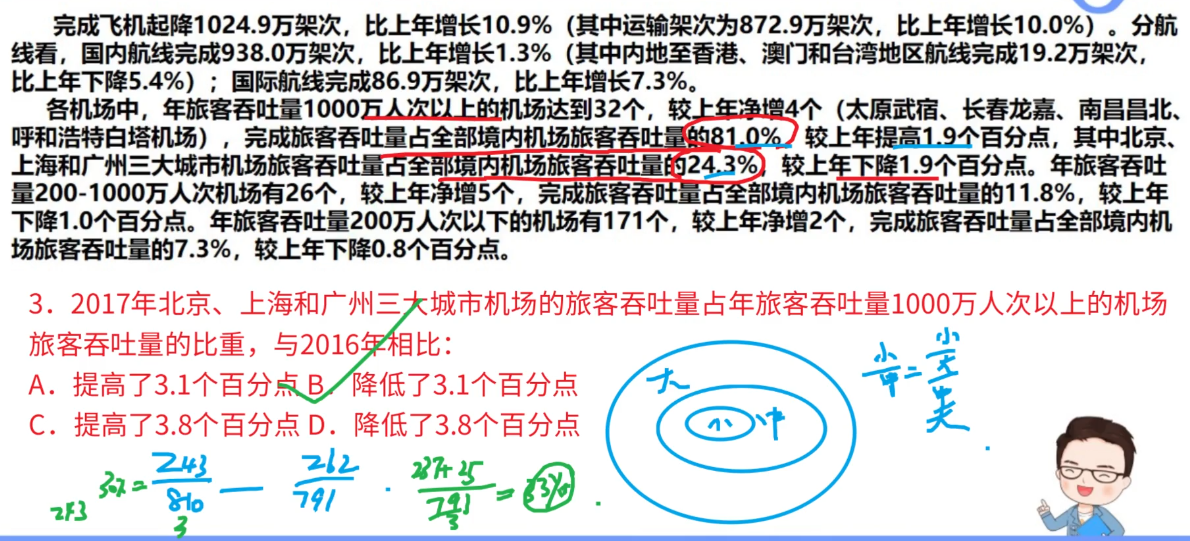 完成飞机起降1024.9万架次，比上年增长10.9%（其中运输架次为872.9万架次，比上年增长10.0%）。分航
线看，国内航线完成938.0万架次，比上年增长1.3%（其中内地至香港、澳门和台湾地区航线完成19.2万架次，
比上年下降5.4%）；国际航线完成86.9万架次，比上年增长7.3%。
各机场中，年旅客吞吐量1000万人次以上的机场达到32个，较上年净增4个（太原武宿、长春龙嘉、南昌昌北、
呼和浩特白塔机场），完成旅客吞吐量占全部境内机场旅客吞吐量的81.0%，较上年提高1.9个百分点，其中北京、
上海和广州三大城市机场旅客吞吐量占全部境内机场旅客吞吐量的24.3%，较上年下降1.9个百分点。年旅客吞吐
量200-1000万人次机场有26个，较上年净增5个，完成旅客吞吐量占全部境内机场旅客吞吐量的11.8%，较上年
下降1.0个百分点。年旅客吞吐量200万人次以下的机场有171个，较上年净增2个，完成旅客吞吐量占全部境内机
场旅客吞吐量的7.3%，较上年下降0.8个百分点。
3．2017年北京、上海和广州三大城市机场的旅客吞吐量占年旅客吞吐量1000万人次以上的机场
旅客吞吐量的比重，与2016年相比：
A．提高了3.1个百分点 B．降低了3.1个百分点
C．提高了3.8个百分点 D．降低了3.8个百分点
大
小 中
小 小
中 = 大
中
大
30% = 243 — 262
810 791
3
237+25
791 = 33%
3